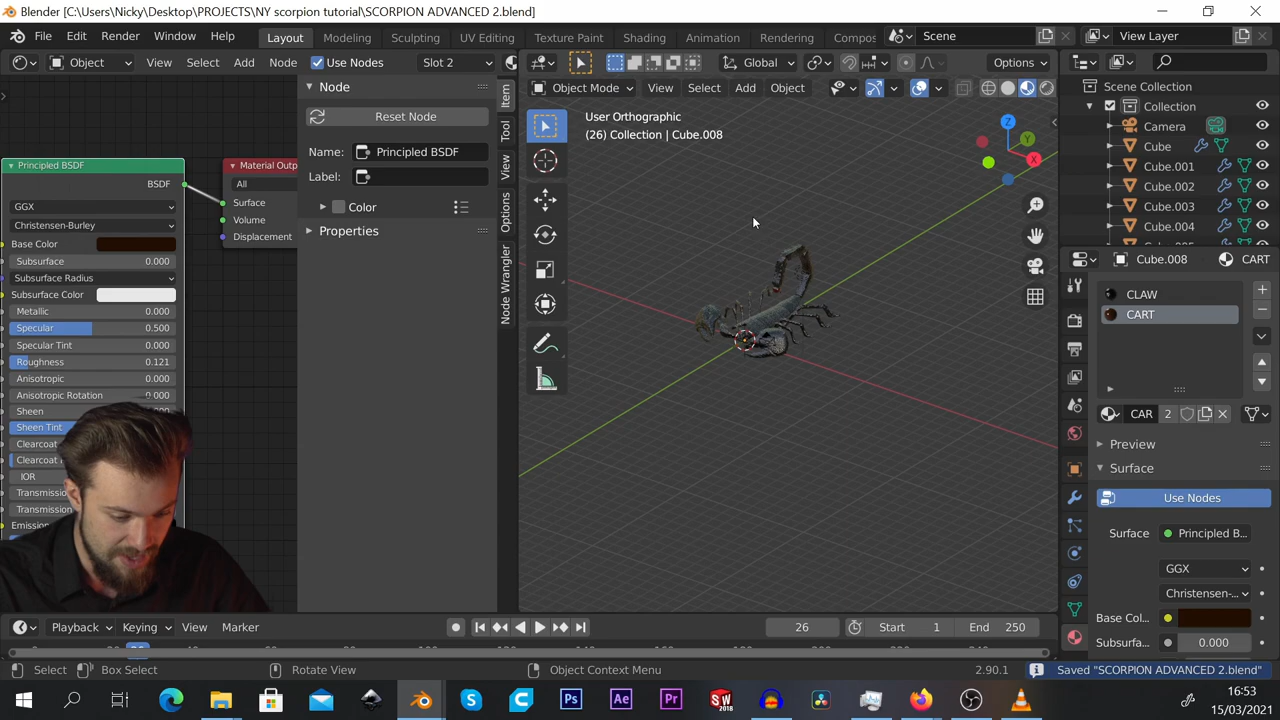 Blender [C:\Users\Nicky\Desktop\PROJECTS\NY scorpion tutorial\SCORPION ADVANCED 2.blend]
File Edit Render Window Help Layout Modeling Sculpting UV Editing Texture Paint Shading Animation Rendering Compos Scene View Layer
Object View Select Add Node Use Nodes Slot 2 Global Options
Object Mode View Select Add Object
Node
Reset Node
Name: Principled BSDF
Label:
Color
Properties
Item
Tool
View
Options
Node Wrangler
Principled BSDF
BSDF
GGX
Christensen-Burley
Base Color
Subsurface 0.000
Subsurface Radius
Subsurface Color
Metallic 0.000
Specular 0.500
Specular Tint 0.000
Roughness 0.121
Anisotropic 0.000
Anisotropic Rotation 0.000
Sheen
Sheen Tint
Clearcoat
Clearcoat
IOR
Transmission
Transmission
Emission
Material Outp
All
Surface
Volume
Displacement
User Orthographic
(26) Collection | Cube.008
Z
Y
X
Scene Collection
Collection
Camera
Cube
Cube.001
Cube.002
Cube.003
Cube.004
Cube.008 CART
CLAW
CART
CAR 2
Preview
Surface
Use Nodes
Surface Principled B...
GGX
Christensen-...
Base Col...
Subsurfa... 0.000
Playback Keying View Marker 26 Start 1 End 250
Select Box Select Rotate View Object Context Menu 2.90.1 Saved "SCORPION ADVANCED 2.blend"
Ps Ae Pr SW 2018
16:53
15/03/2021